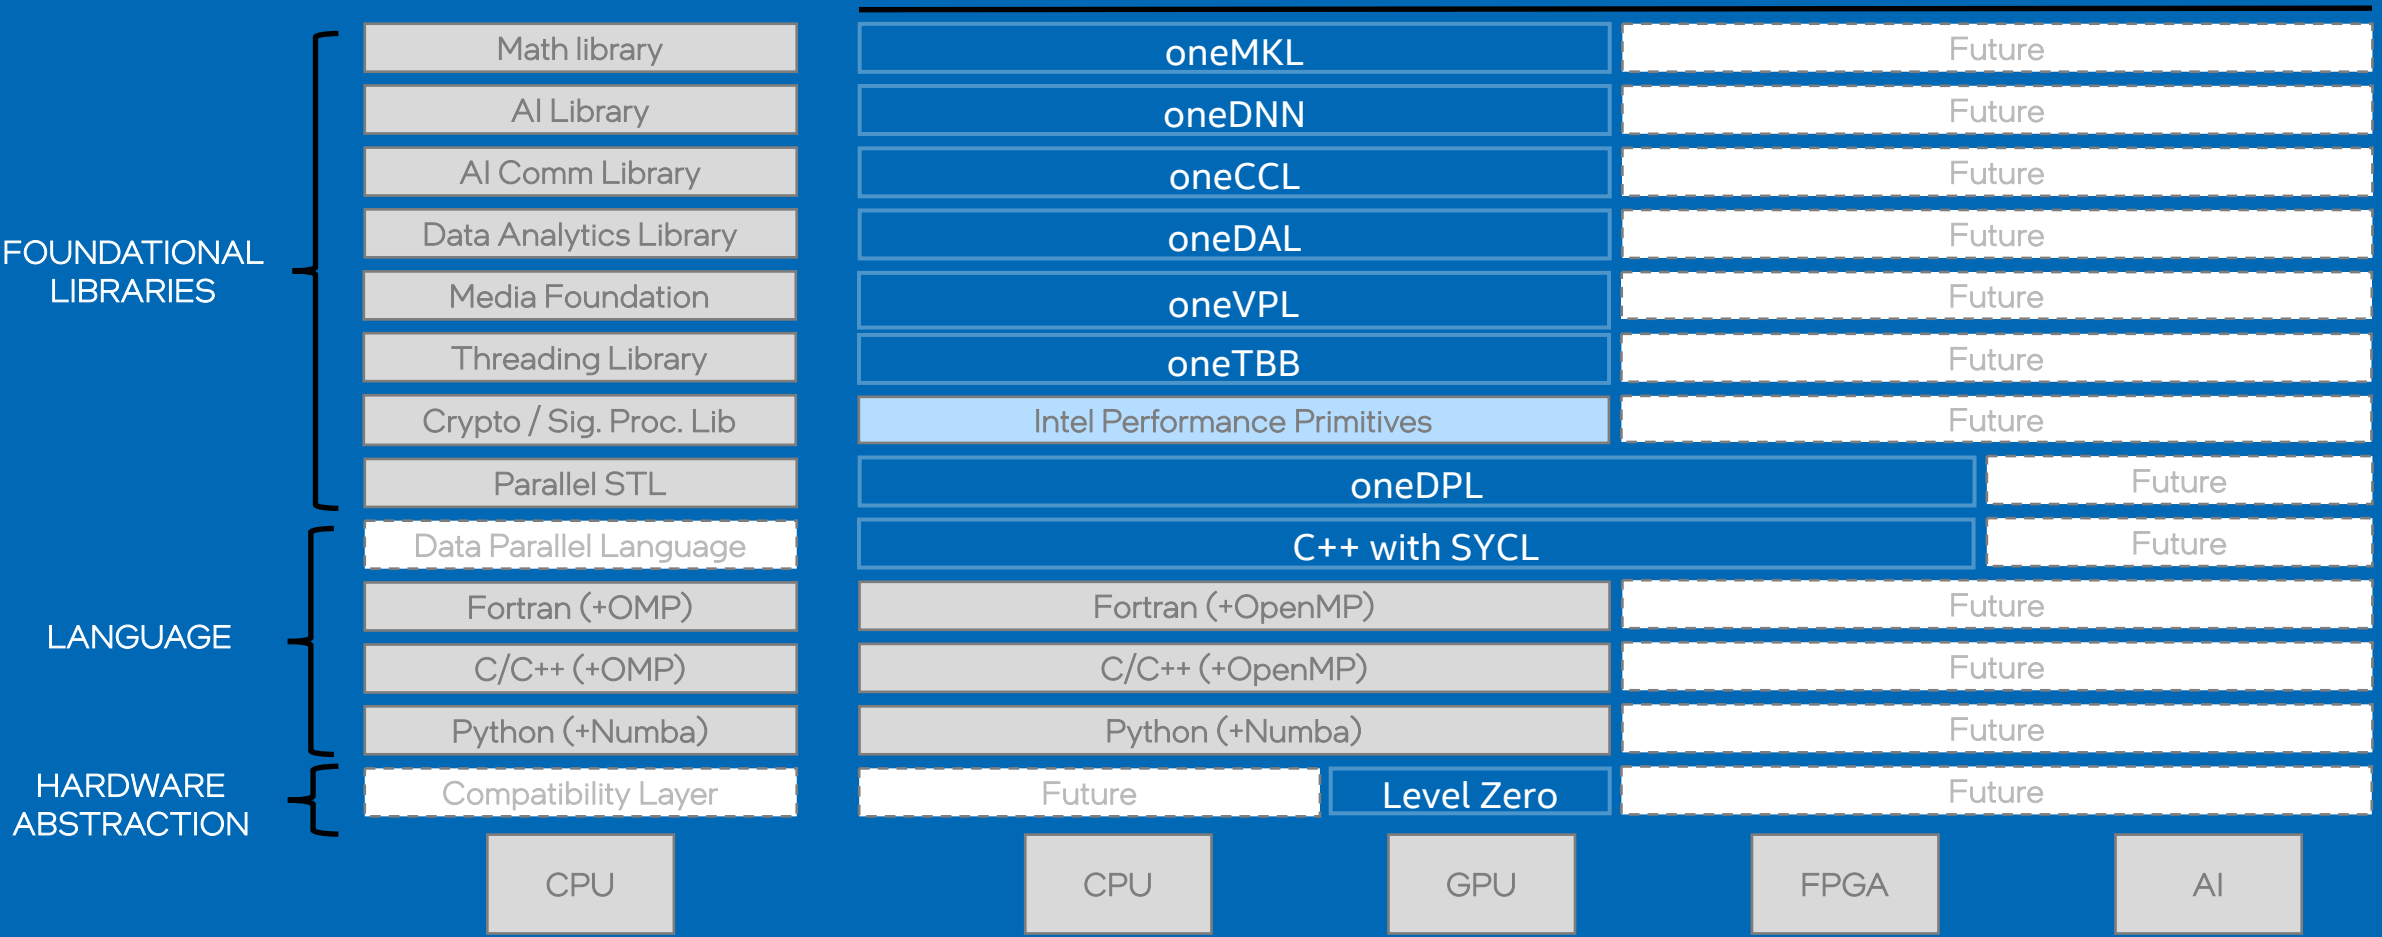 Math library
oneMKL
Future
AI Library
oneDNN
Future
AI Comm Library
oneCCL
Future
Data Analytics Library
oneDAL
Future
FOUNDATIONAL
LIBRARIES
Media Foundation
oneVPL
Future
Threading Library
oneTBB
Future
Crypto / Sig. Proc. Lib
Intel Performance Primitives
Future
Parallel STL
oneDPL
Future
Data Parallel Language
C++ with SYCL
Future
Fortran (+OMP)
Fortran (+OpenMP)
Future
LANGUAGE
C/C++ (+OMP)
C/C++ (+OpenMP)
Future
Python (+Numba)
Python (+Numba)
Future
HARDWARE
ABSTRACTION
Compatibility Layer
Future
Level Zero
Future
CPU
CPU
GPU
FPGA
AI